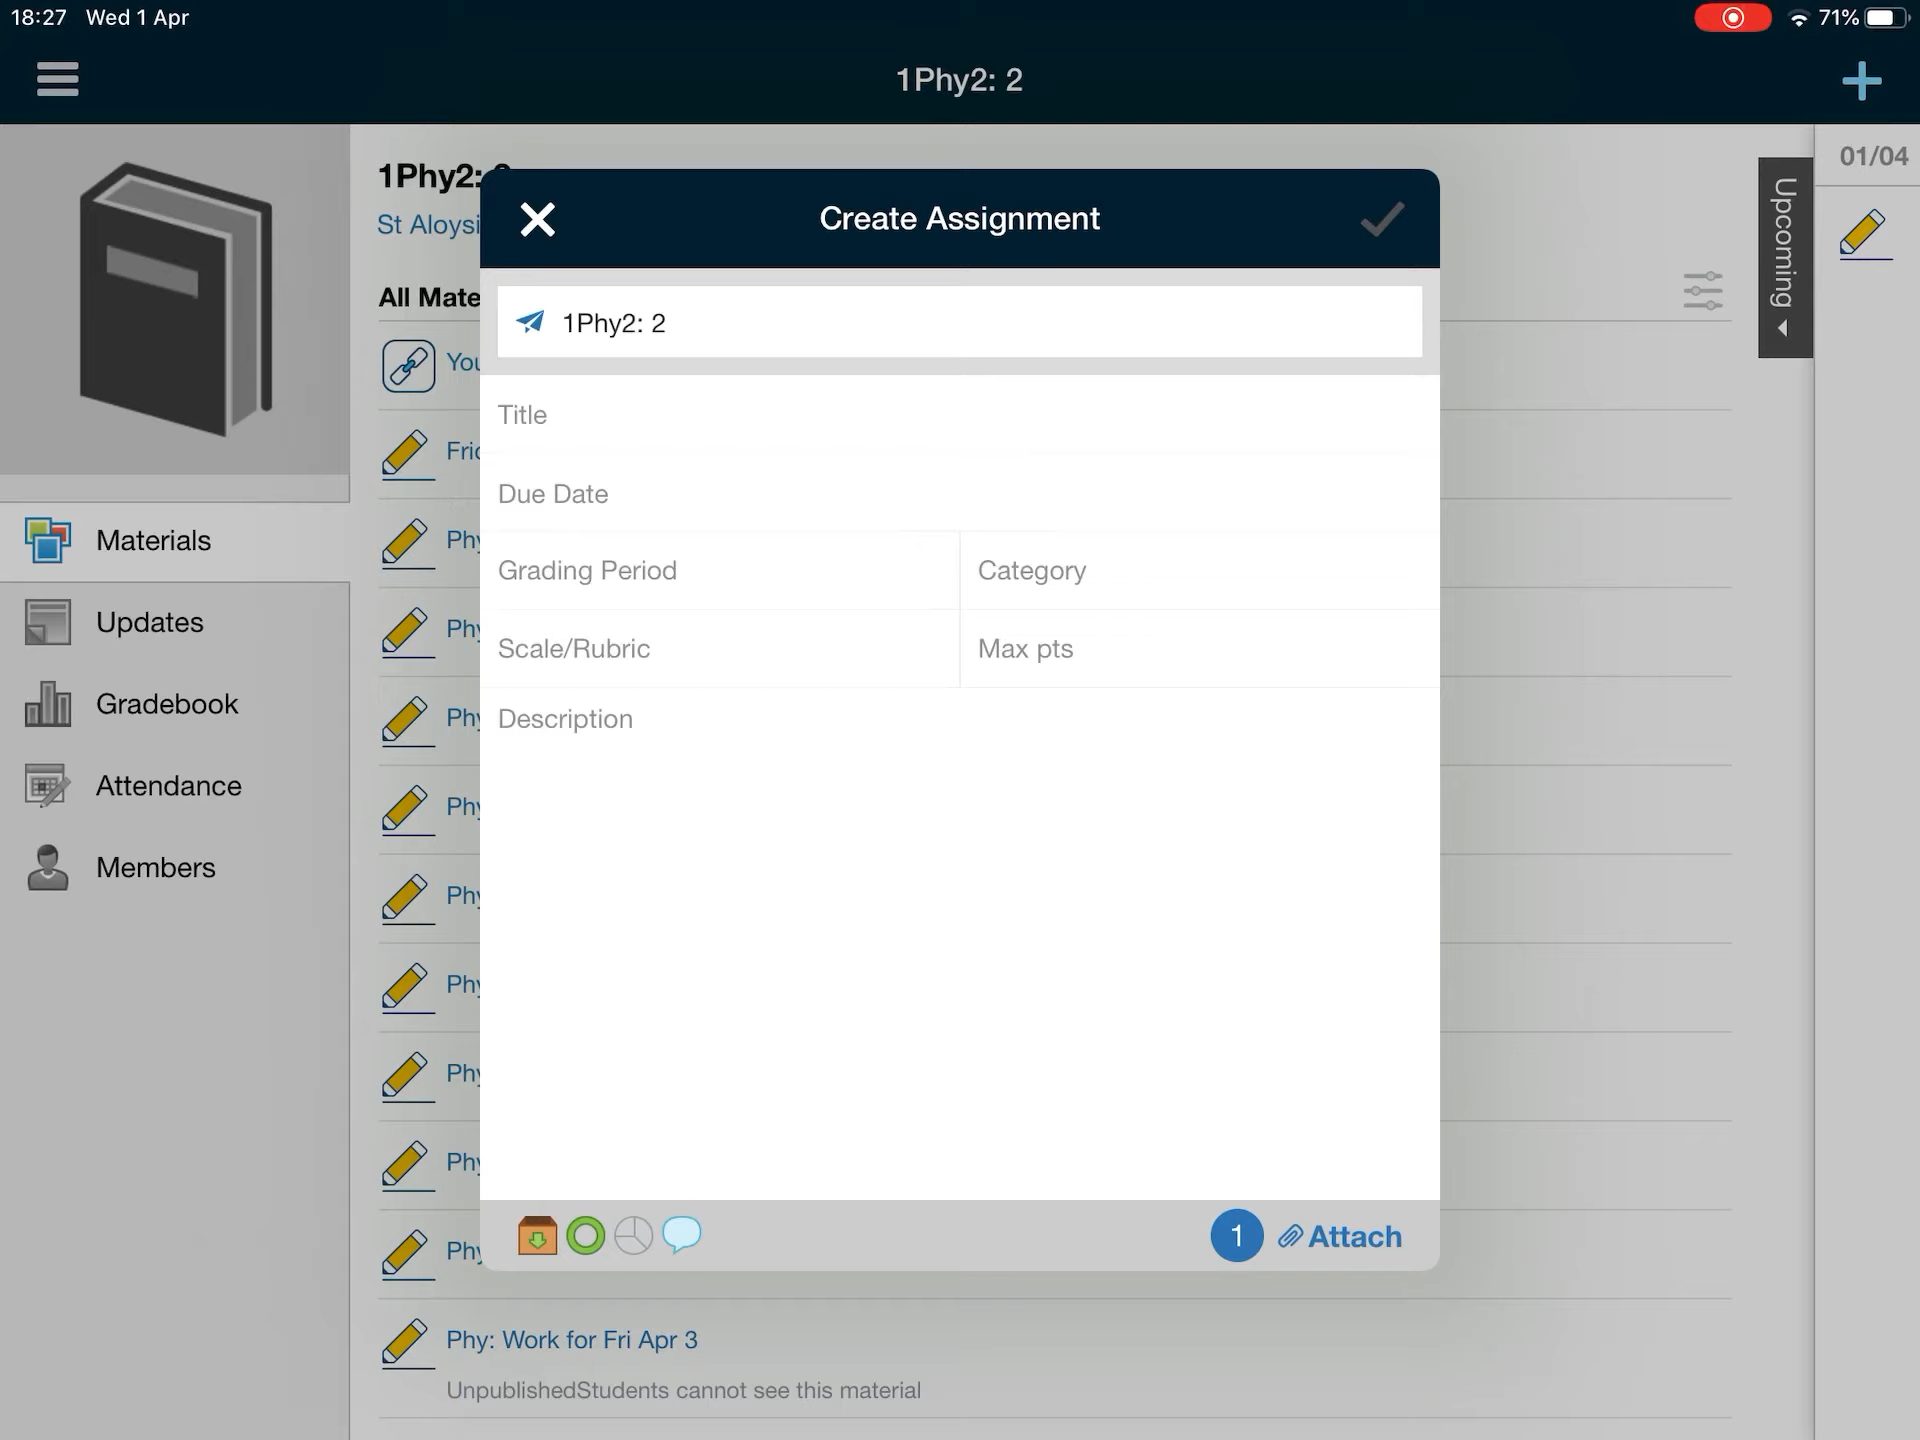 18:27 Wed 1 Apr
71%
1Phy2: 2
01/04
Upcoming
1Phy2:
St Aloysi
All Mate
You
Fric
Phy
Phy
Phy
Phy
Phy
Phy
Phy
Phy
Phy
Phy: Work for Fri Apr 3
UnpublishedStudents cannot see this material
Materials
Updates
Gradebook
Attendance
Members
Create Assignment
1Phy2: 2
Title
Due Date
Grading Period
Category
Scale/Rubric
Max pts
Description
1
Attach